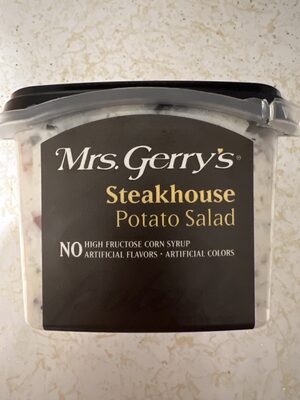 Mrs. Gerry's®
Steakhouse
Potato Salad
NO HIGH FRUCTOSE CORN SYRUP
ARTIFICIAL FLAVORS • ARTIFICIAL COLORS